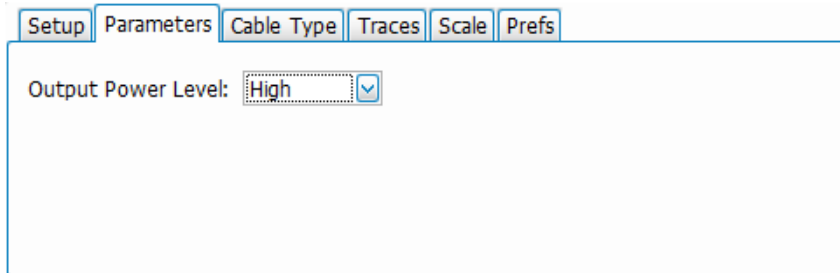 Setup Parameters Cable Type Traces Scale Prefs
Output Power Level: High